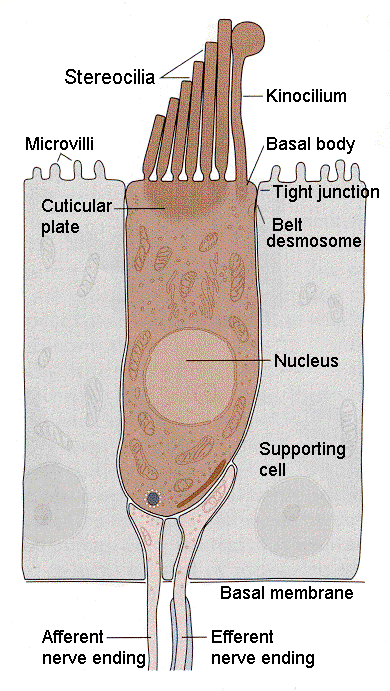 Stereocilia
Kinocilium
Microvilli
Basal body
Tight junction
Cuticular
plate
Belt
desmosome
Nucleus
Supporting
cell
Basal membrane
Afferent
nerve ending
Efferent
nerve ending